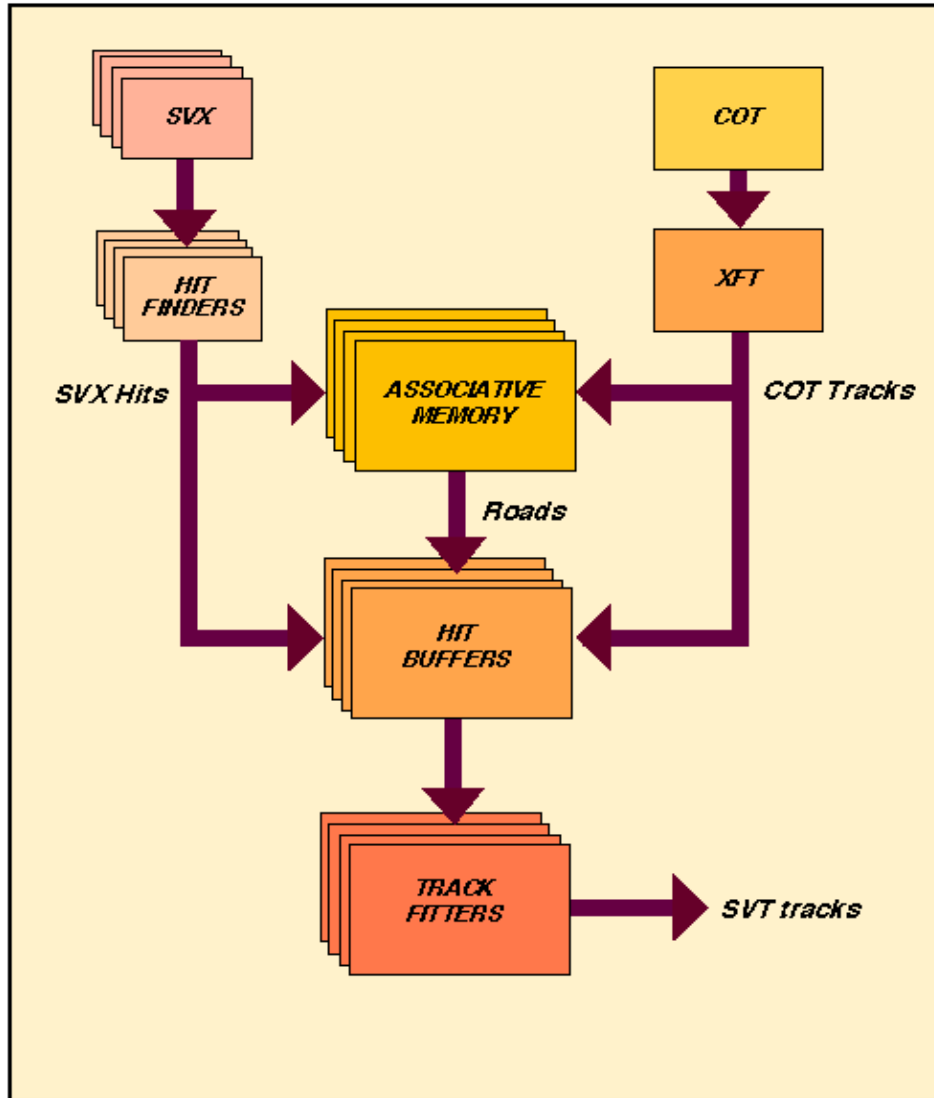 SVX
COT
HIT
FINDERS
XFT
SVX Hits
ASSOCIATIVE
MEMORY
COT Tracks
Roads
HIT
BUFFERS
TRACK
FITTERS
SVT tracks